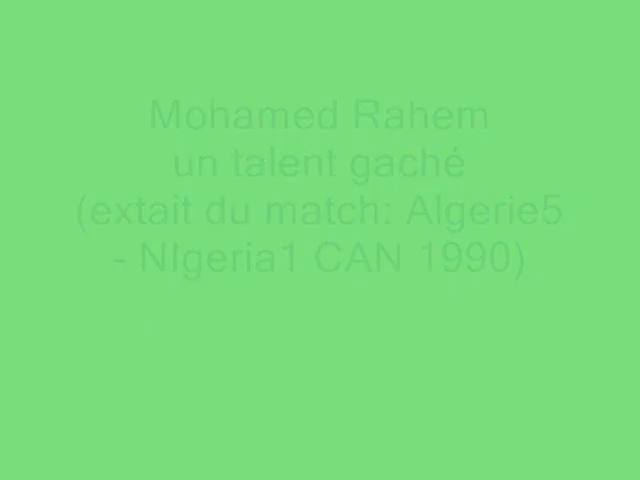 Mohamed Rahem
un talent gaché
(extait du match: Algerie5
- NIgeria1 CAN 1990)